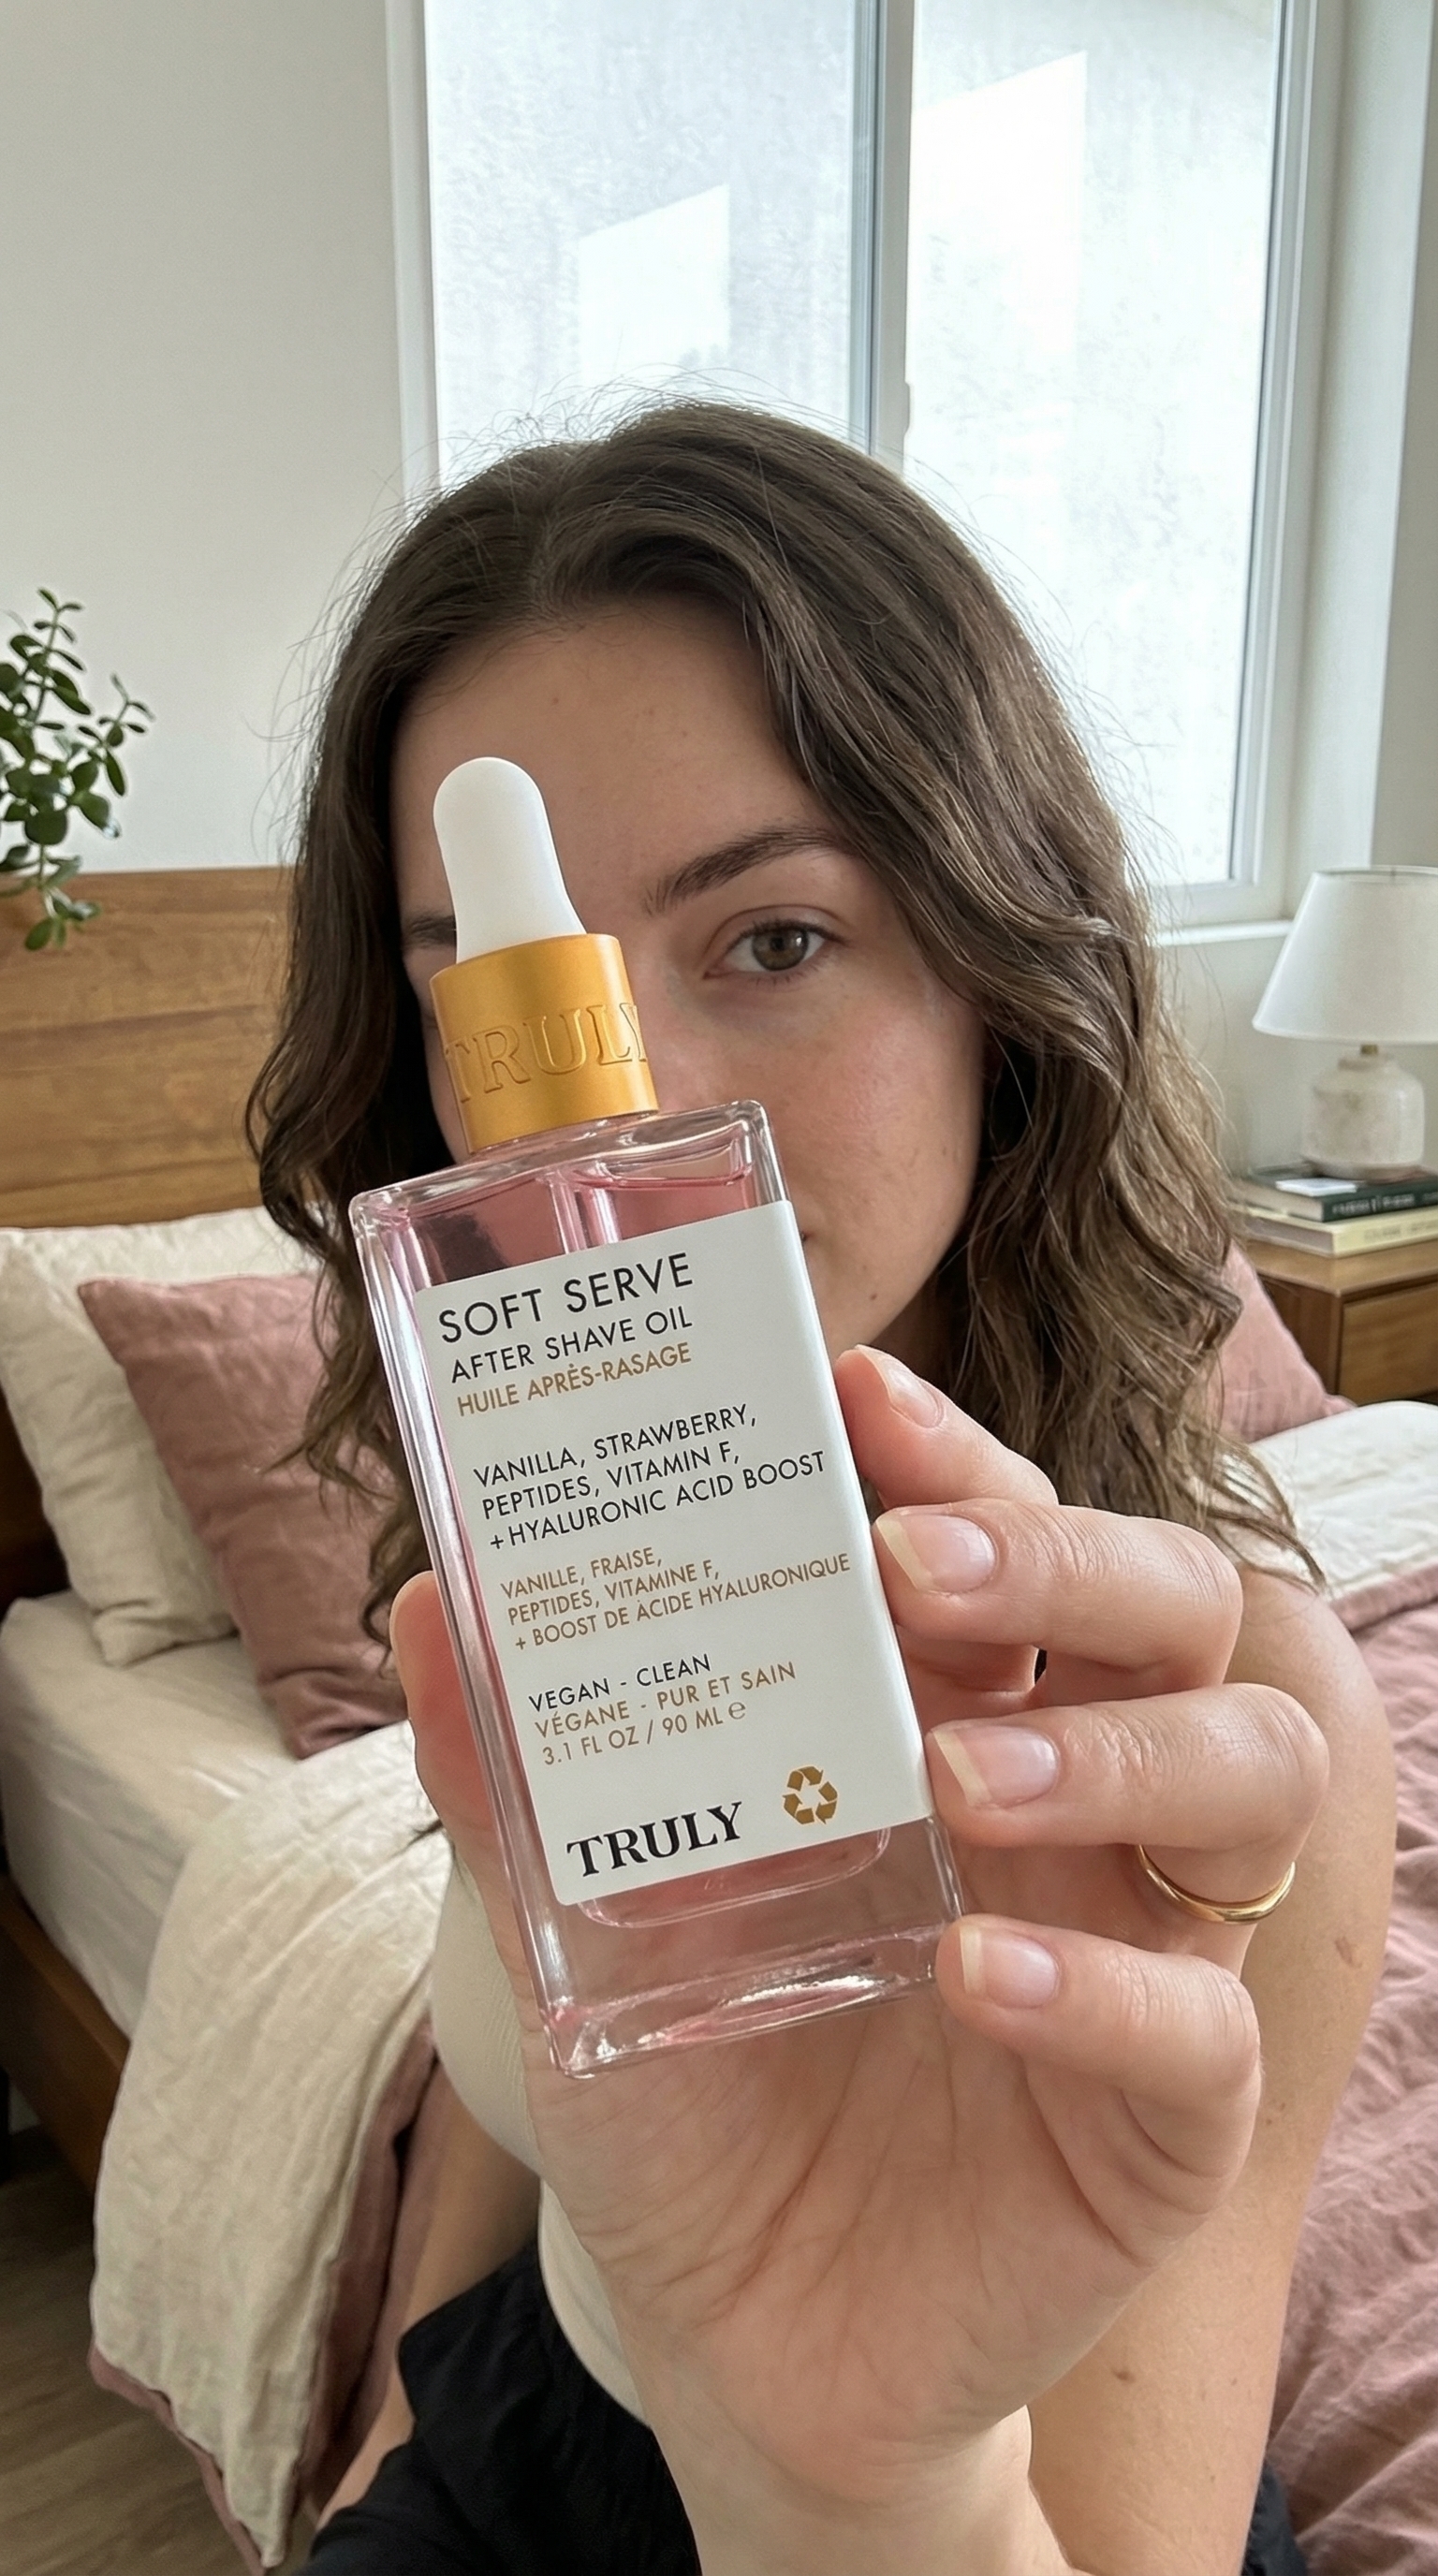 TRULY
SOFT SERVE
AFTER SHAVE OIL
HUILE APRÈS-RASAGE
VANILLA, STRAWBERRY,
PEPTIDES, VITAMIN F,
+ HYALURONIC ACID BOOST
VANILLE, FRAISE,
PEPTIDES, VITAMINE F,
+ BOOST DE ACIDE HYALURONIQUE
VEGAN - CLEAN
VÉGANE - PUR ET SAIN
3.1 FL OZ / 90 ML ℮
TRULY